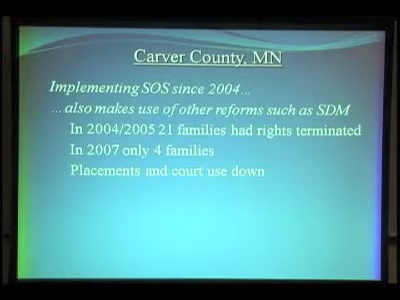 Carver County, MN
Implementing SOS since 2004…
…also makes use of other reforms such as SDM
In 2004/2005 21 families had rights terminated
In 2007 only 4 families
Placements and court use down